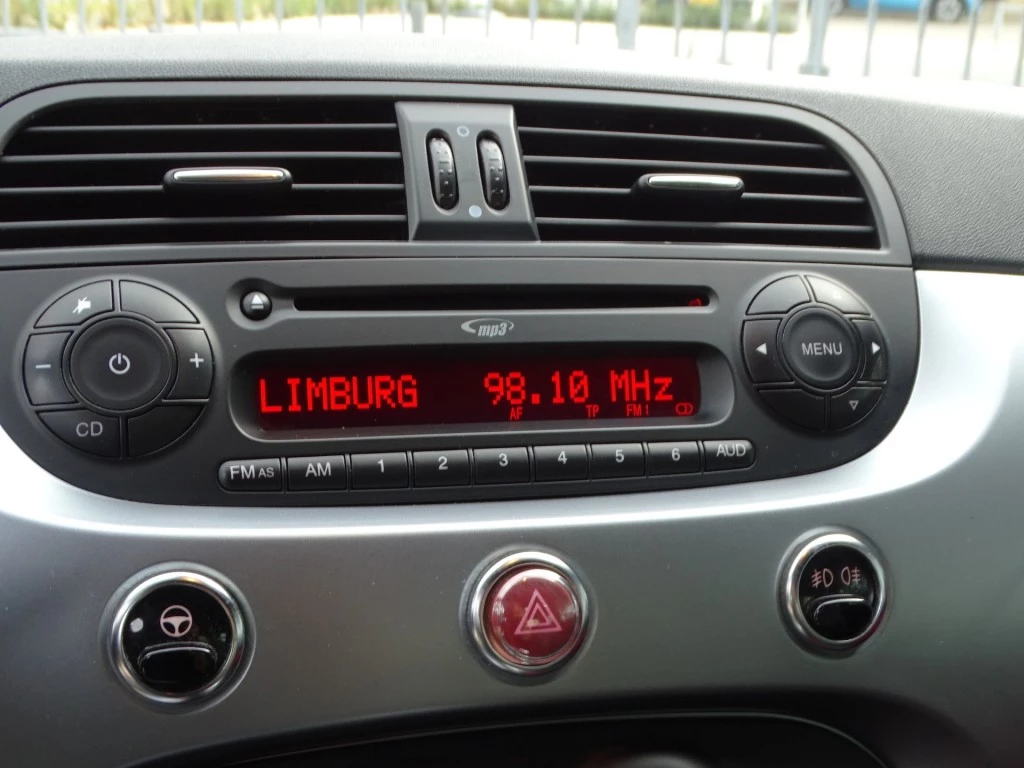 mp3
LIMBURG 98.10 MHz
AF TP FM1
MENU
CD
FM AS AM 1 2 3 4 5 6 AUD